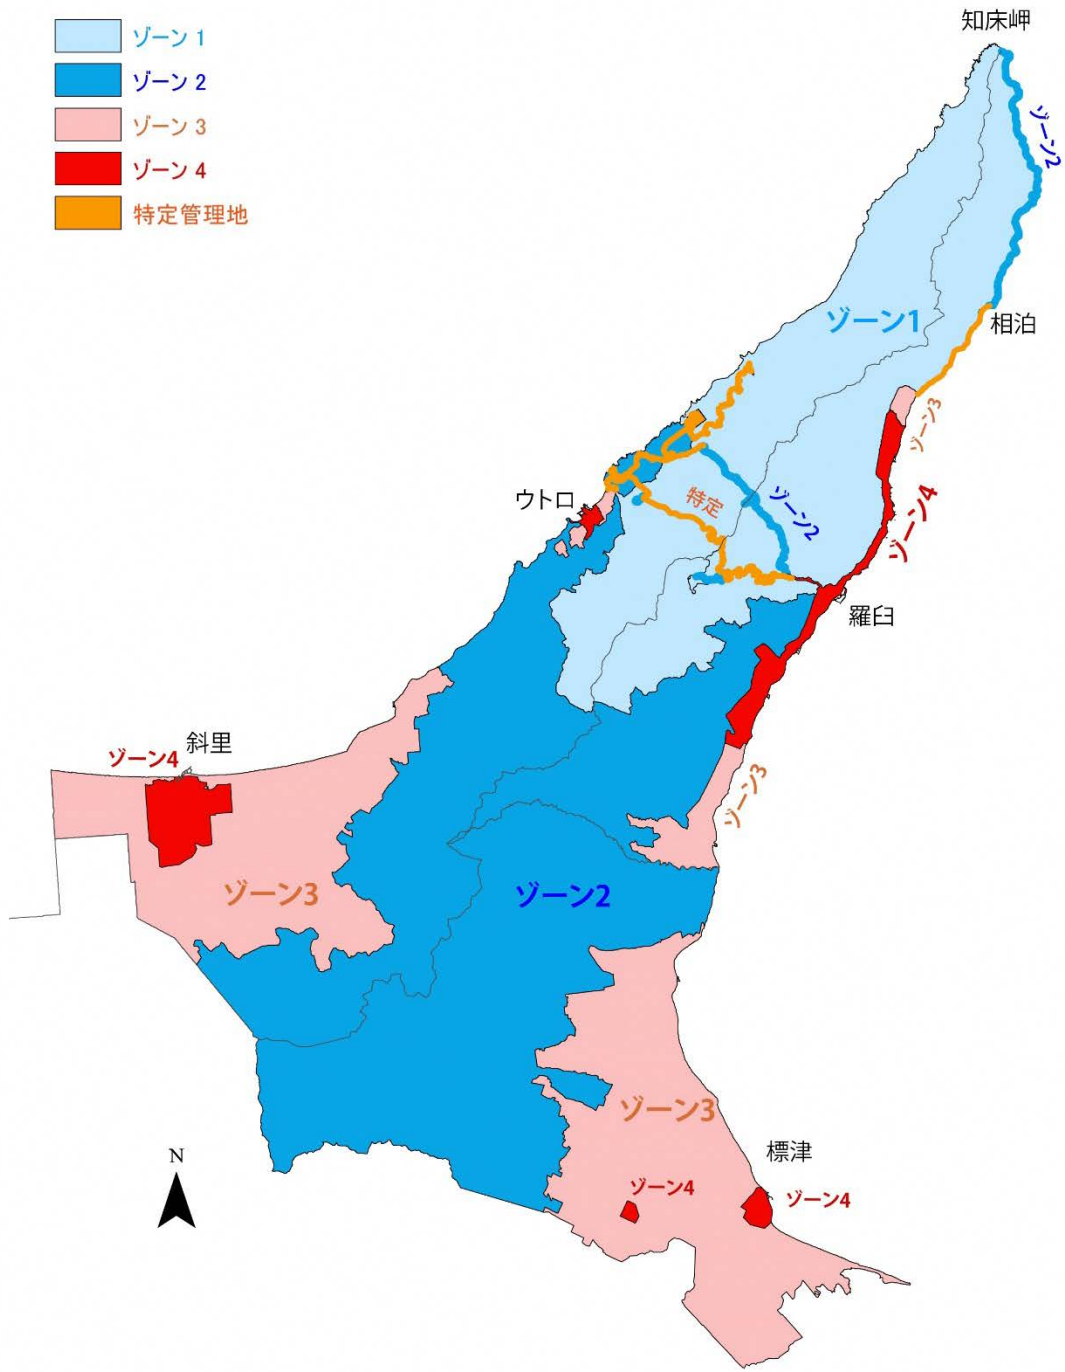 知床岬
ゾーン 1
ゾーン 2
ゾーン 3
ゾーン 4
特定管理地
ゾーン2
ゾーン1
相泊
ゾーン3
ウトロ
特定
ゾーン2
ゾーン4
羅臼
斜里
ゾーン4
ゾーン3
ゾーン3
ゾーン2
ゾーン3
標津
N
ゾーン4
ゾーン4